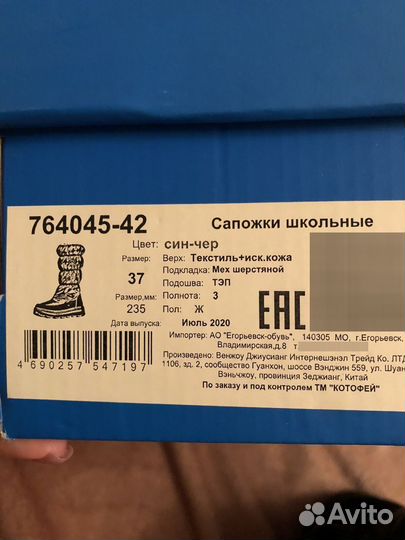 764045-42 Сапожки школьные
Цвет: син-чер
Размер: Верх: Текстиль+иск.кожа
37 Подкладка: Мех шерстяной
Подошва: ТЭП
Размер,мм: Полнота: 3
235 Пол: Ж
Дата выпуска: Июль 2020
EAC
Импортер: АО "Егорьевск-обувь", 140305 МО, г.Егорьевск,
Владимирская,д.8
Произведено: Венжоу Джиусианг Интернешэнэл Трейд Ко. ЛТД
1106, зд. 2, сообщество Гуанхон, шоссе Вэнджин 559, ул. Шуан
Вэньчжоу, провинция Зеджианг, Китай
По заказу и под контролем ТМ "КОТОФЕЙ"
4 690257 547197
Avito